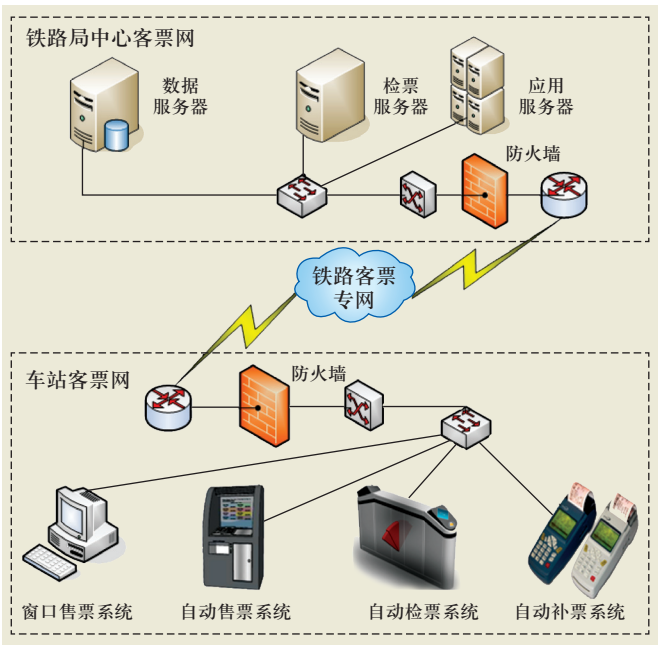 铁路局中心客票网
数据
服务器
检票
服务器
应用
服务器
防火墙
铁路客票
专网
车站客票网
防火墙
窗口售票系统
自动售票系统
自动检票系统
自动补票系统